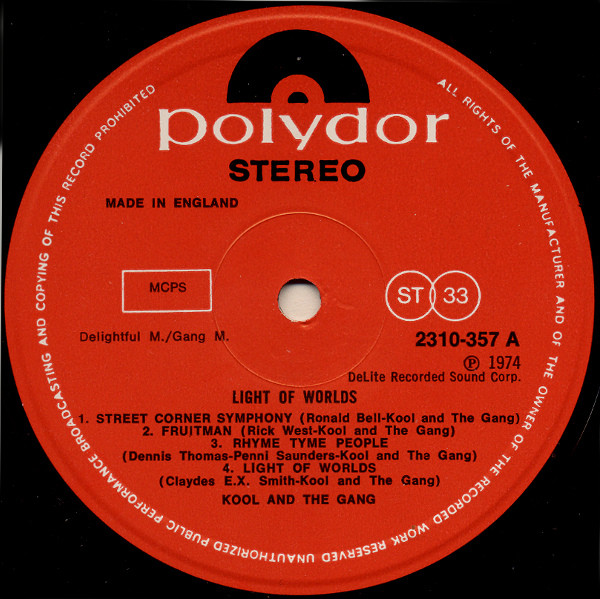 polydor
STEREO
MADE IN ENGLAND
MCPS
ST 33
Delightful M./Gang M.
2310-357 A
℗ 1974
DeLite Recorded Sound Corp.
LIGHT OF WORLDS
1. STREET CORNER SYMPHONY (Ronald Bell-Kool and The Gang)
2. FRUITMAN (Rick West-Kool and The Gang)
3. RHYME TYME PEOPLE
(Dennis Thomas-Penni Saunders-Kool and The Gang)
4. LIGHT OF WORLDS
(Claydes E.X. Smith-Kool and The Gang)
KOOL AND THE GANG
ALL RIGHTS OF THE MANUFACTURER AND OF THE OWNER OF THE RECORDED WORK RESERVED UNAUTHORIZED PUBLIC PERFORMANCE BROADCASTING AND COPYING OF THIS RECORD PROHIBITED